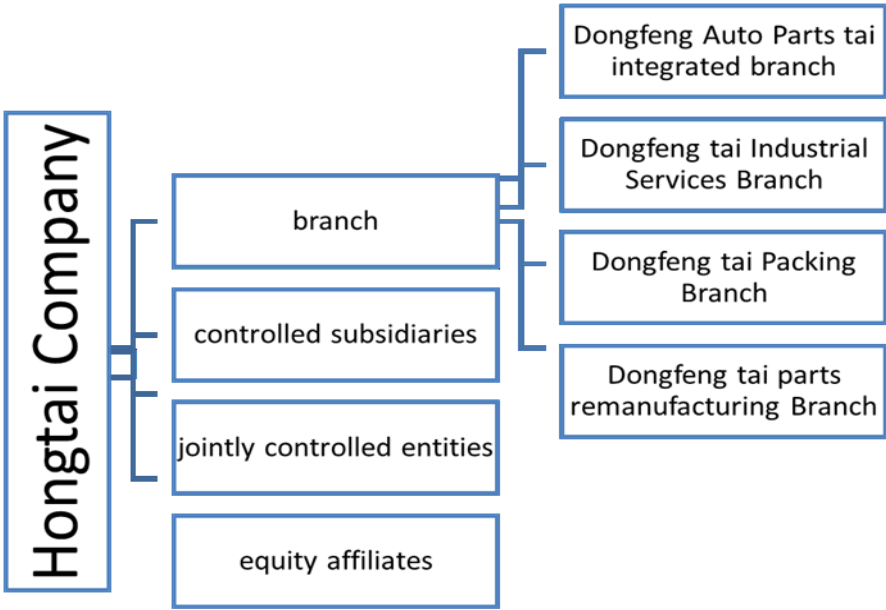 Hongtai Company
branch
controlled subsidiaries
jointly controlled entities
equity affiliates
Dongfeng Auto Parts tai
integrated branch
Dongfeng tai Industrial
Services Branch
Dongfeng tai Packing
Branch
Dongfeng tai parts
remanufacturing Branch